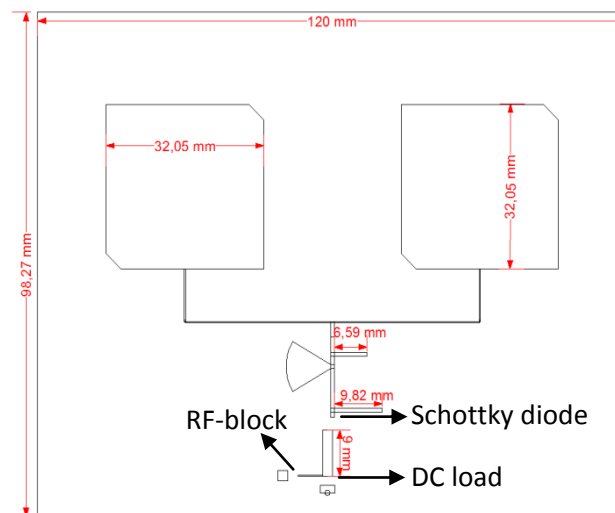 120 mm
32,05 mm
32,05 mm
98,27 mm
6,59 mm
9,82 mm
RF-block
Schottky diode
9 mm
DC load